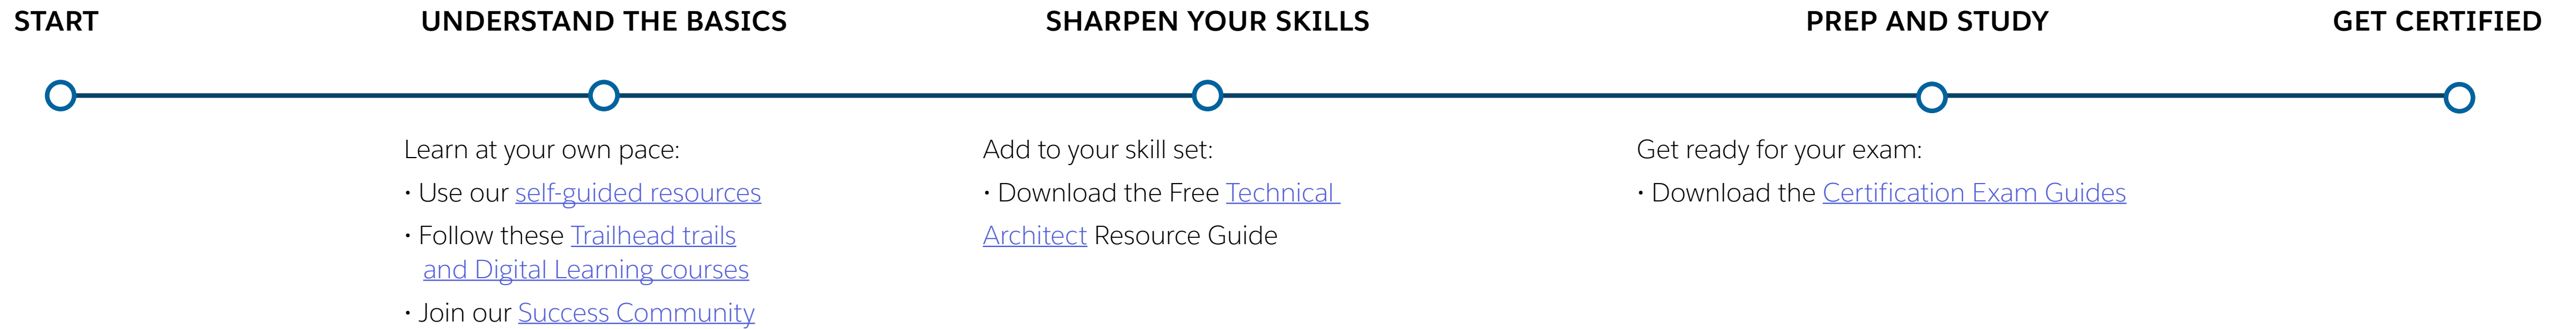 START
UNDERSTAND THE BASICS
SHARPEN YOUR SKILLS
PREP AND STUDY
GET CERTIFIED
Learn at your own pace:
• Use our self-guided resources
• Follow these Trailhead trails
and Digital Learning courses
• Join our Success Community
Add to your skill set:
• Download the Free Technical
Architect Resource Guide
Get ready for your exam:
• Download the Certification Exam Guides